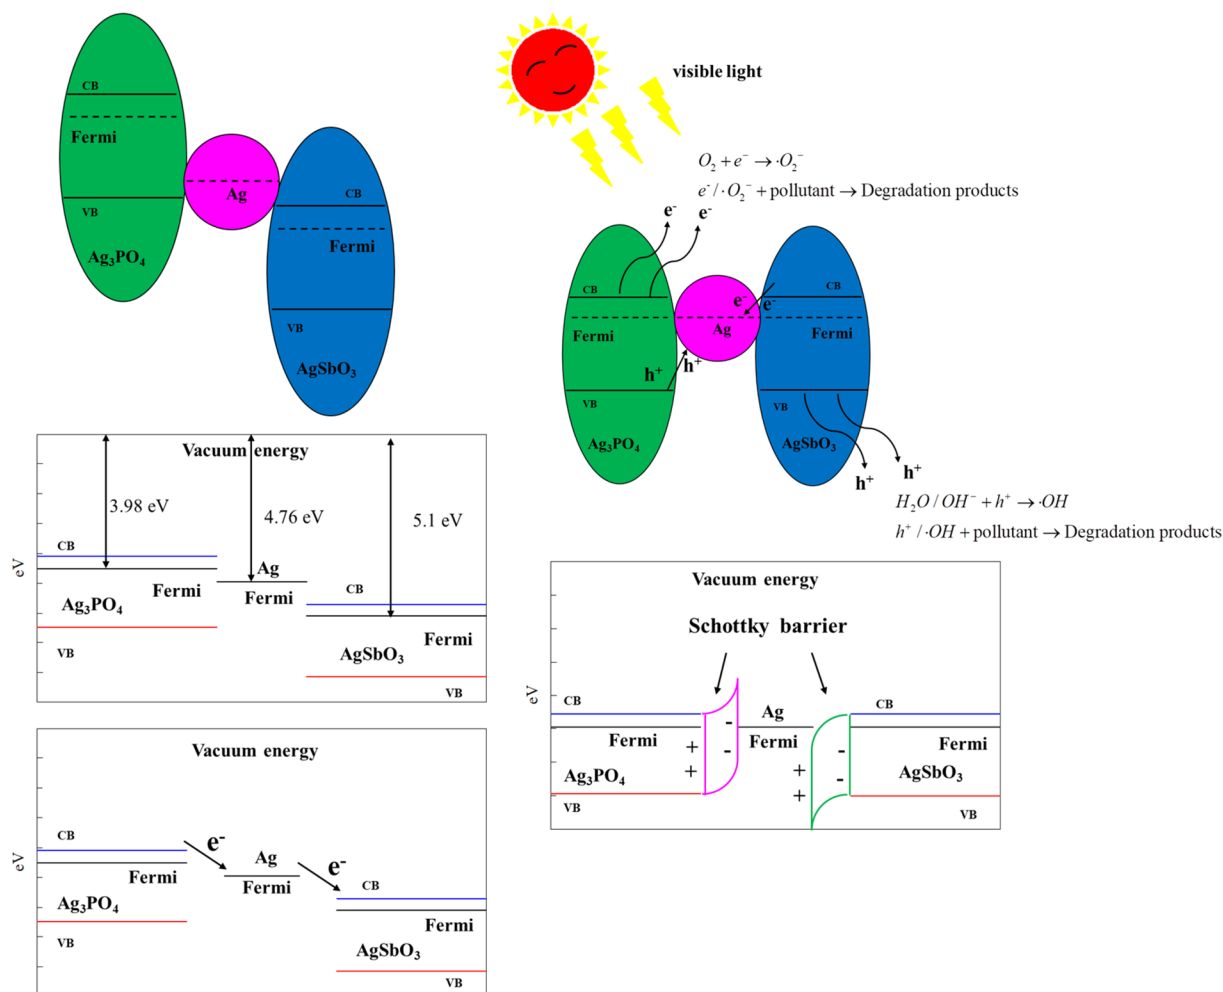 CB
Fermi
Ag
VB
Ag₃PO₄
CB
Fermi
VB
AgSbO₃
visible light
O₂ + e⁻ → ·O₂⁻
e⁻/·O₂⁻ + pollutant → Degradation products
e⁻
e⁻
CB
Fermi
h⁺
h⁺
VB
Ag₃PO₄
e⁻
e⁻
Ag
CB
Fermi
VB
AgSbO₃
h⁺
h⁺
H₂O / OH⁻ + h⁺ → ·OH
h⁺ / ·OH + pollutant → Degradation products
Vacuum energy
3.98 eV
4.76 eV
5.1 eV
eV
CB
Fermi
Ag₃PO₄
VB
Ag
Fermi
CB
Fermi
AgSbO₃
VB
Vacuum energy
eV
CB
e⁻
Fermi
Ag₃PO₄
VB
Ag
Fermi
e⁻
CB
Fermi
AgSbO₃
VB
Vacuum energy
Schottky barrier
eV
CB
Fermi
Ag₃PO₄
VB
+
+
-
-
Ag
Fermi
+
+
-
-
CB
Fermi
AgSbO₃
VB